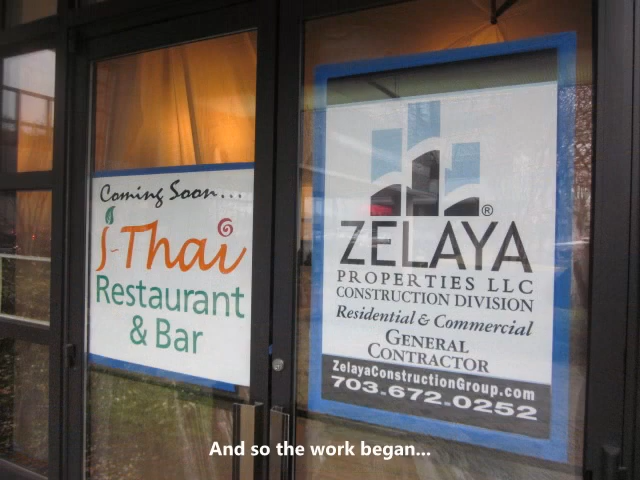 Coming Soon...
i-Thai
Restaurant
& Bar
ZELAYA®
PROPERTIES LLC
CONSTRUCTION DIVISION
Residential & Commercial
GENERAL
CONTRACTOR
ZelayaConstructionGroup.com
703.672.0252
And so the work began...